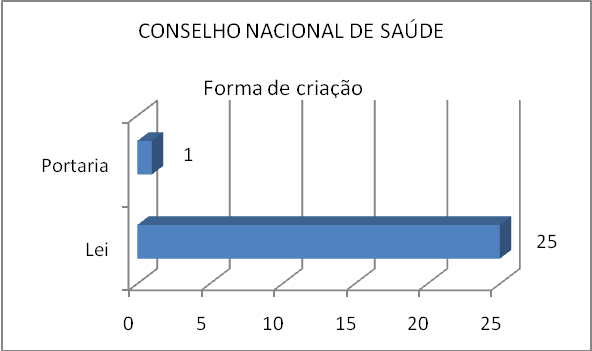 CONSELHO NACIONAL DE SAÚDE
Forma de criação
Portaria
1
Lei
25
0 5 10 15 20 25